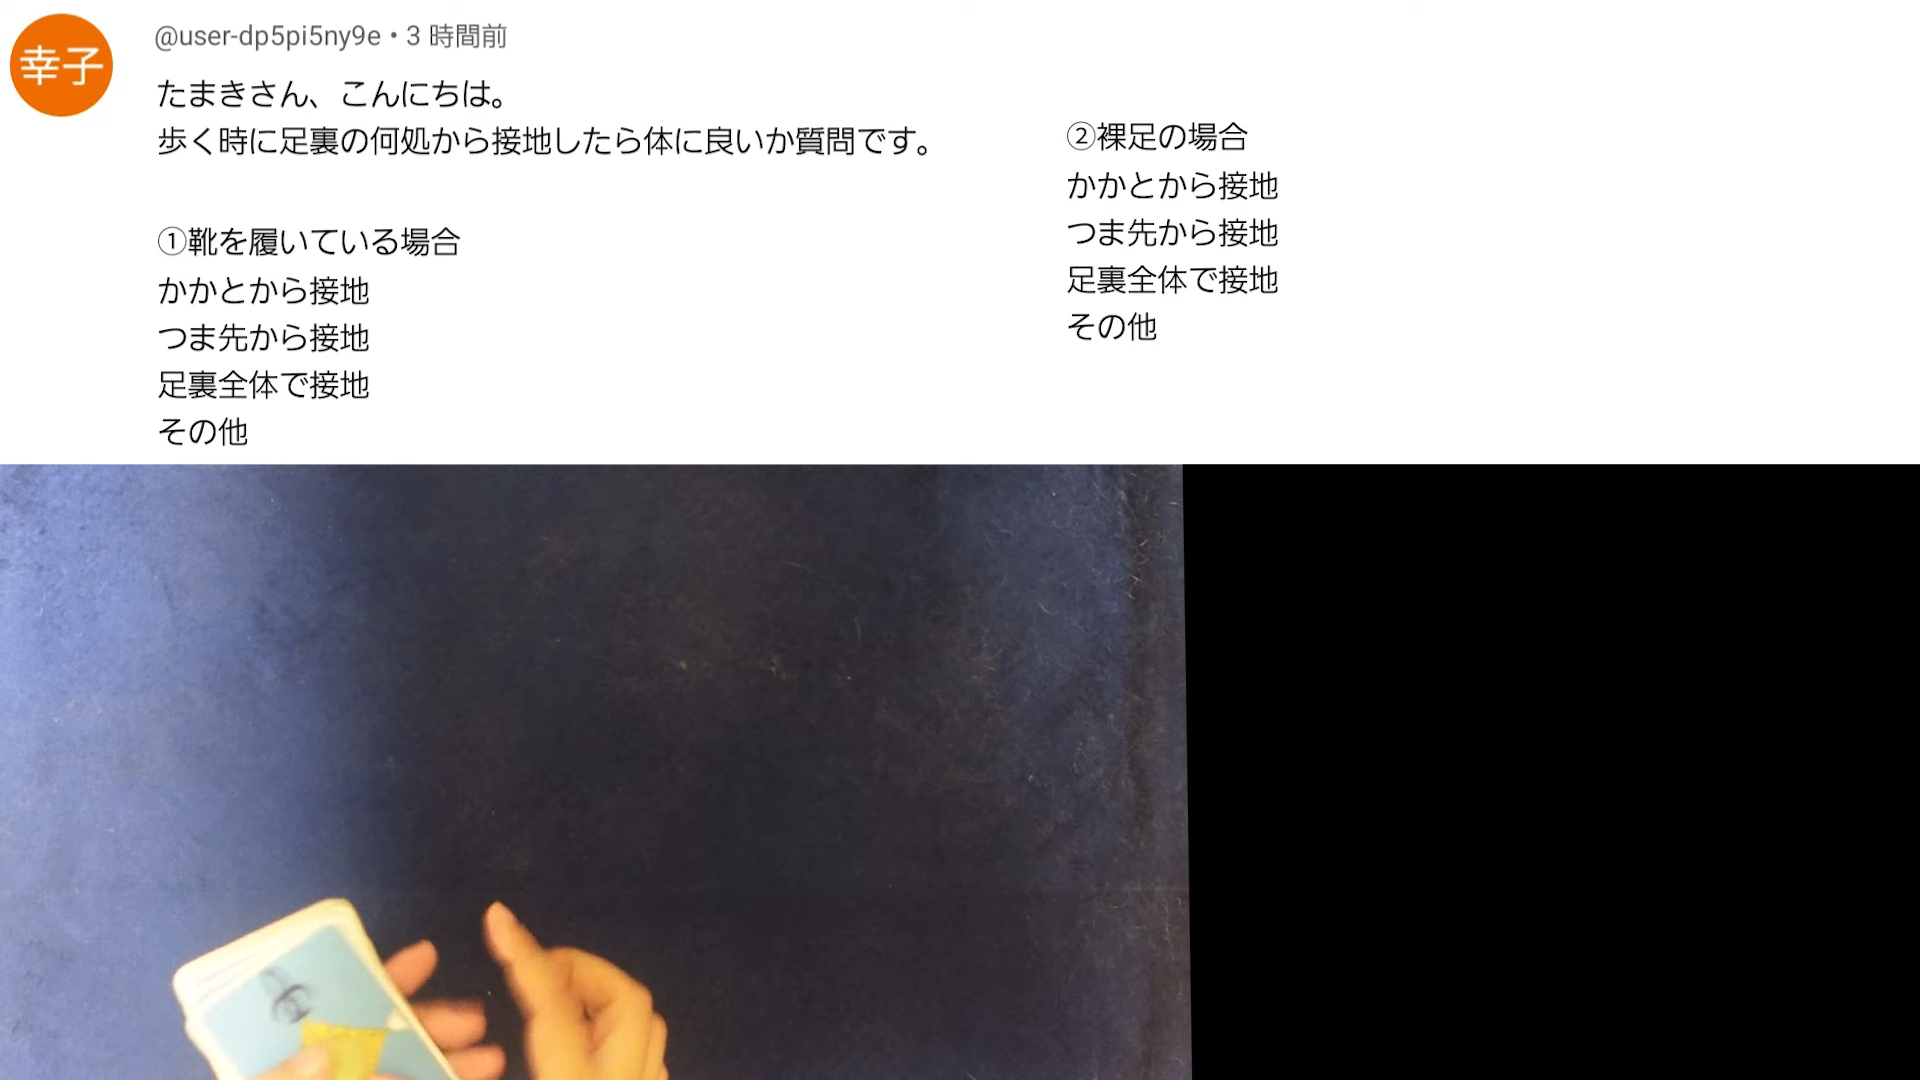 幸子
@user-dp5pi5ny9e • 3 時間前
たまきさん、こんにちは。
歩く時に足裏の何処から接地したら体に良いか質問です。
①靴を履いている場合
かかとから接地
つま先から接地
足裏全体で接地
その他
②裸足の場合
かかとから接地
つま先から接地
足裏全体で接地
その他